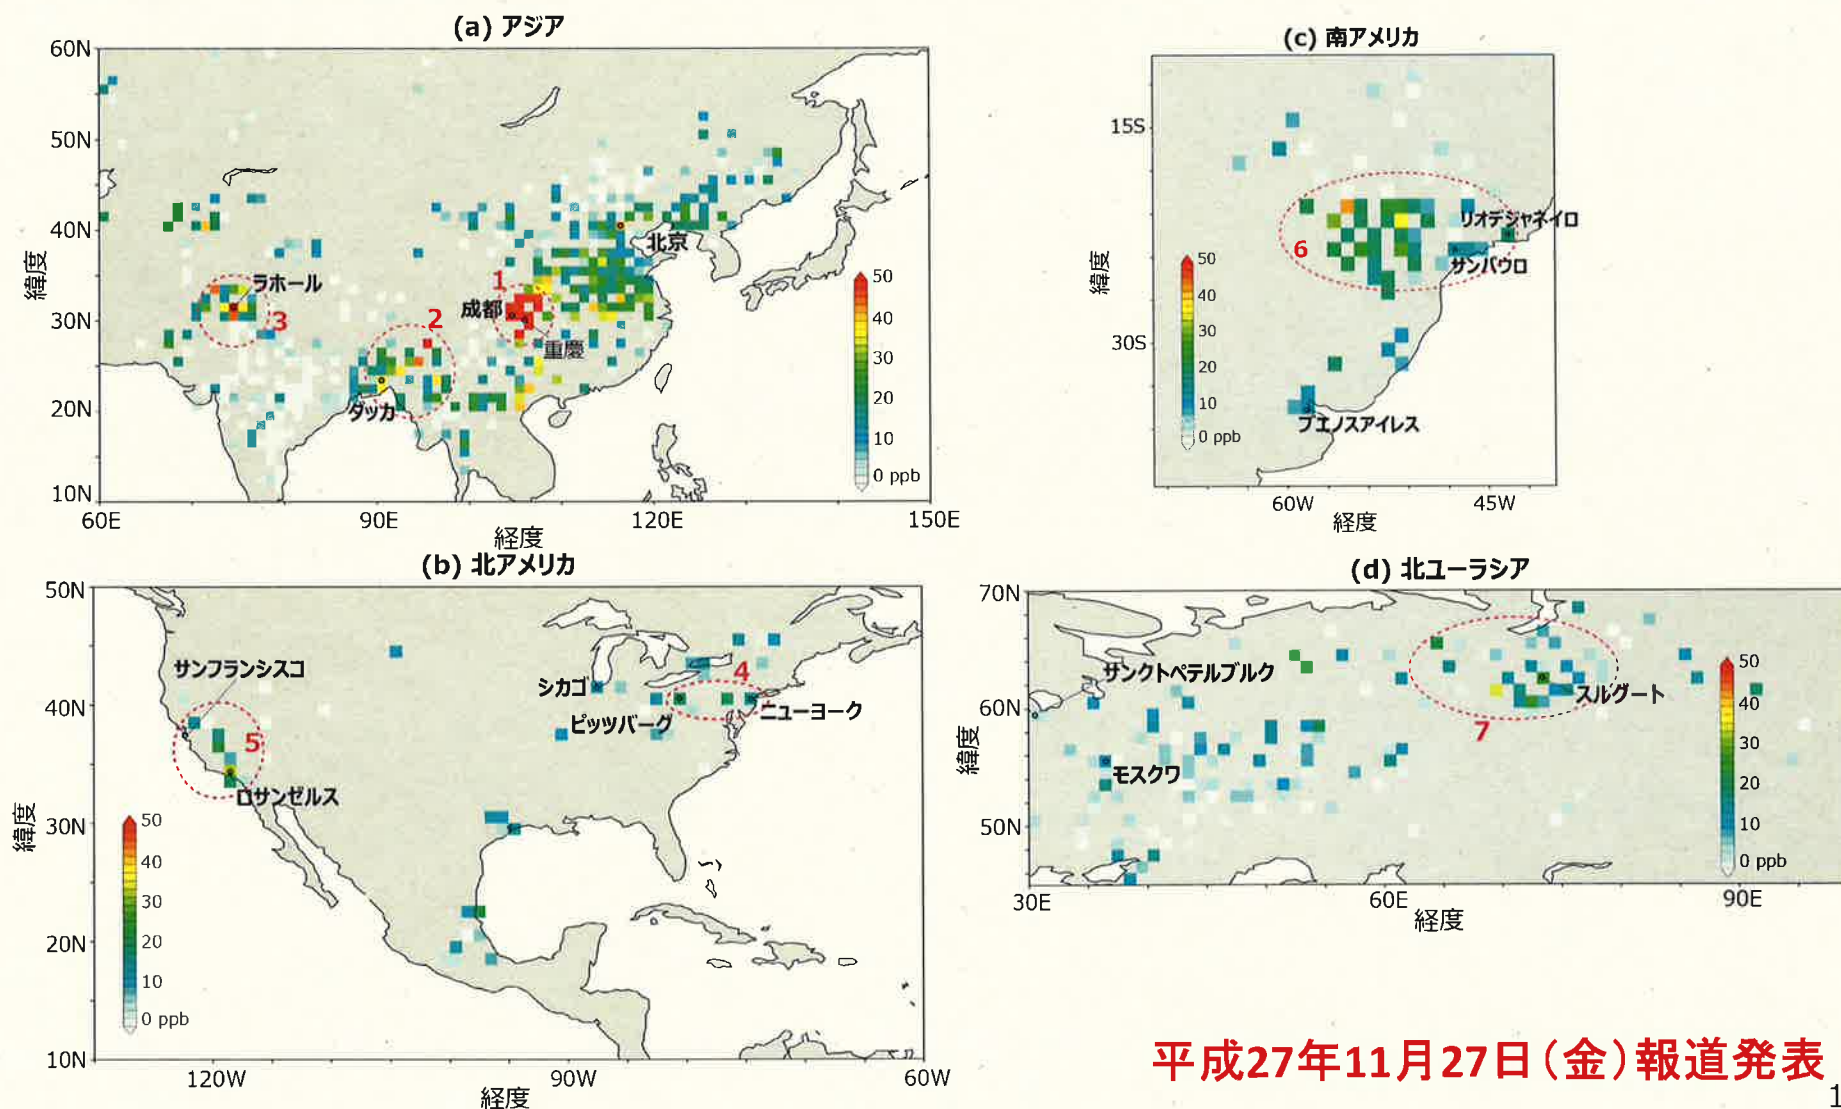 (a) アジア
60N
50N
40N
30N
20N
10N
緯度
60E
90E
120E
150E
経度
ラホール
3
2
ダッカ
1
成都
重慶
北京
50
40
30
20
10
0 ppb
(c) 南アメリカ
15S
30S
緯度
60W
45W
経度
6
リオデジャネイロ
サンパウロ
ブエノスアイレス
50
40
30
20
10
0 ppb
(b) 北アメリカ
50N
40N
30N
20N
10N
緯度
120W
90W
60W
経度
サンフランシスコ
5
ロサンゼルス
シカゴ
ピッツバーグ
4
ニューヨーク
50
40
30
20
10
0 ppb
(d) 北ユーラシア
70N
60N
50N
緯度
30E
60E
90E
経度
サンクトペテルブルク
モスクワ
スルグート
7
50
40
30
20
10
0 ppb
平成27年11月27日（金）報道発表
1